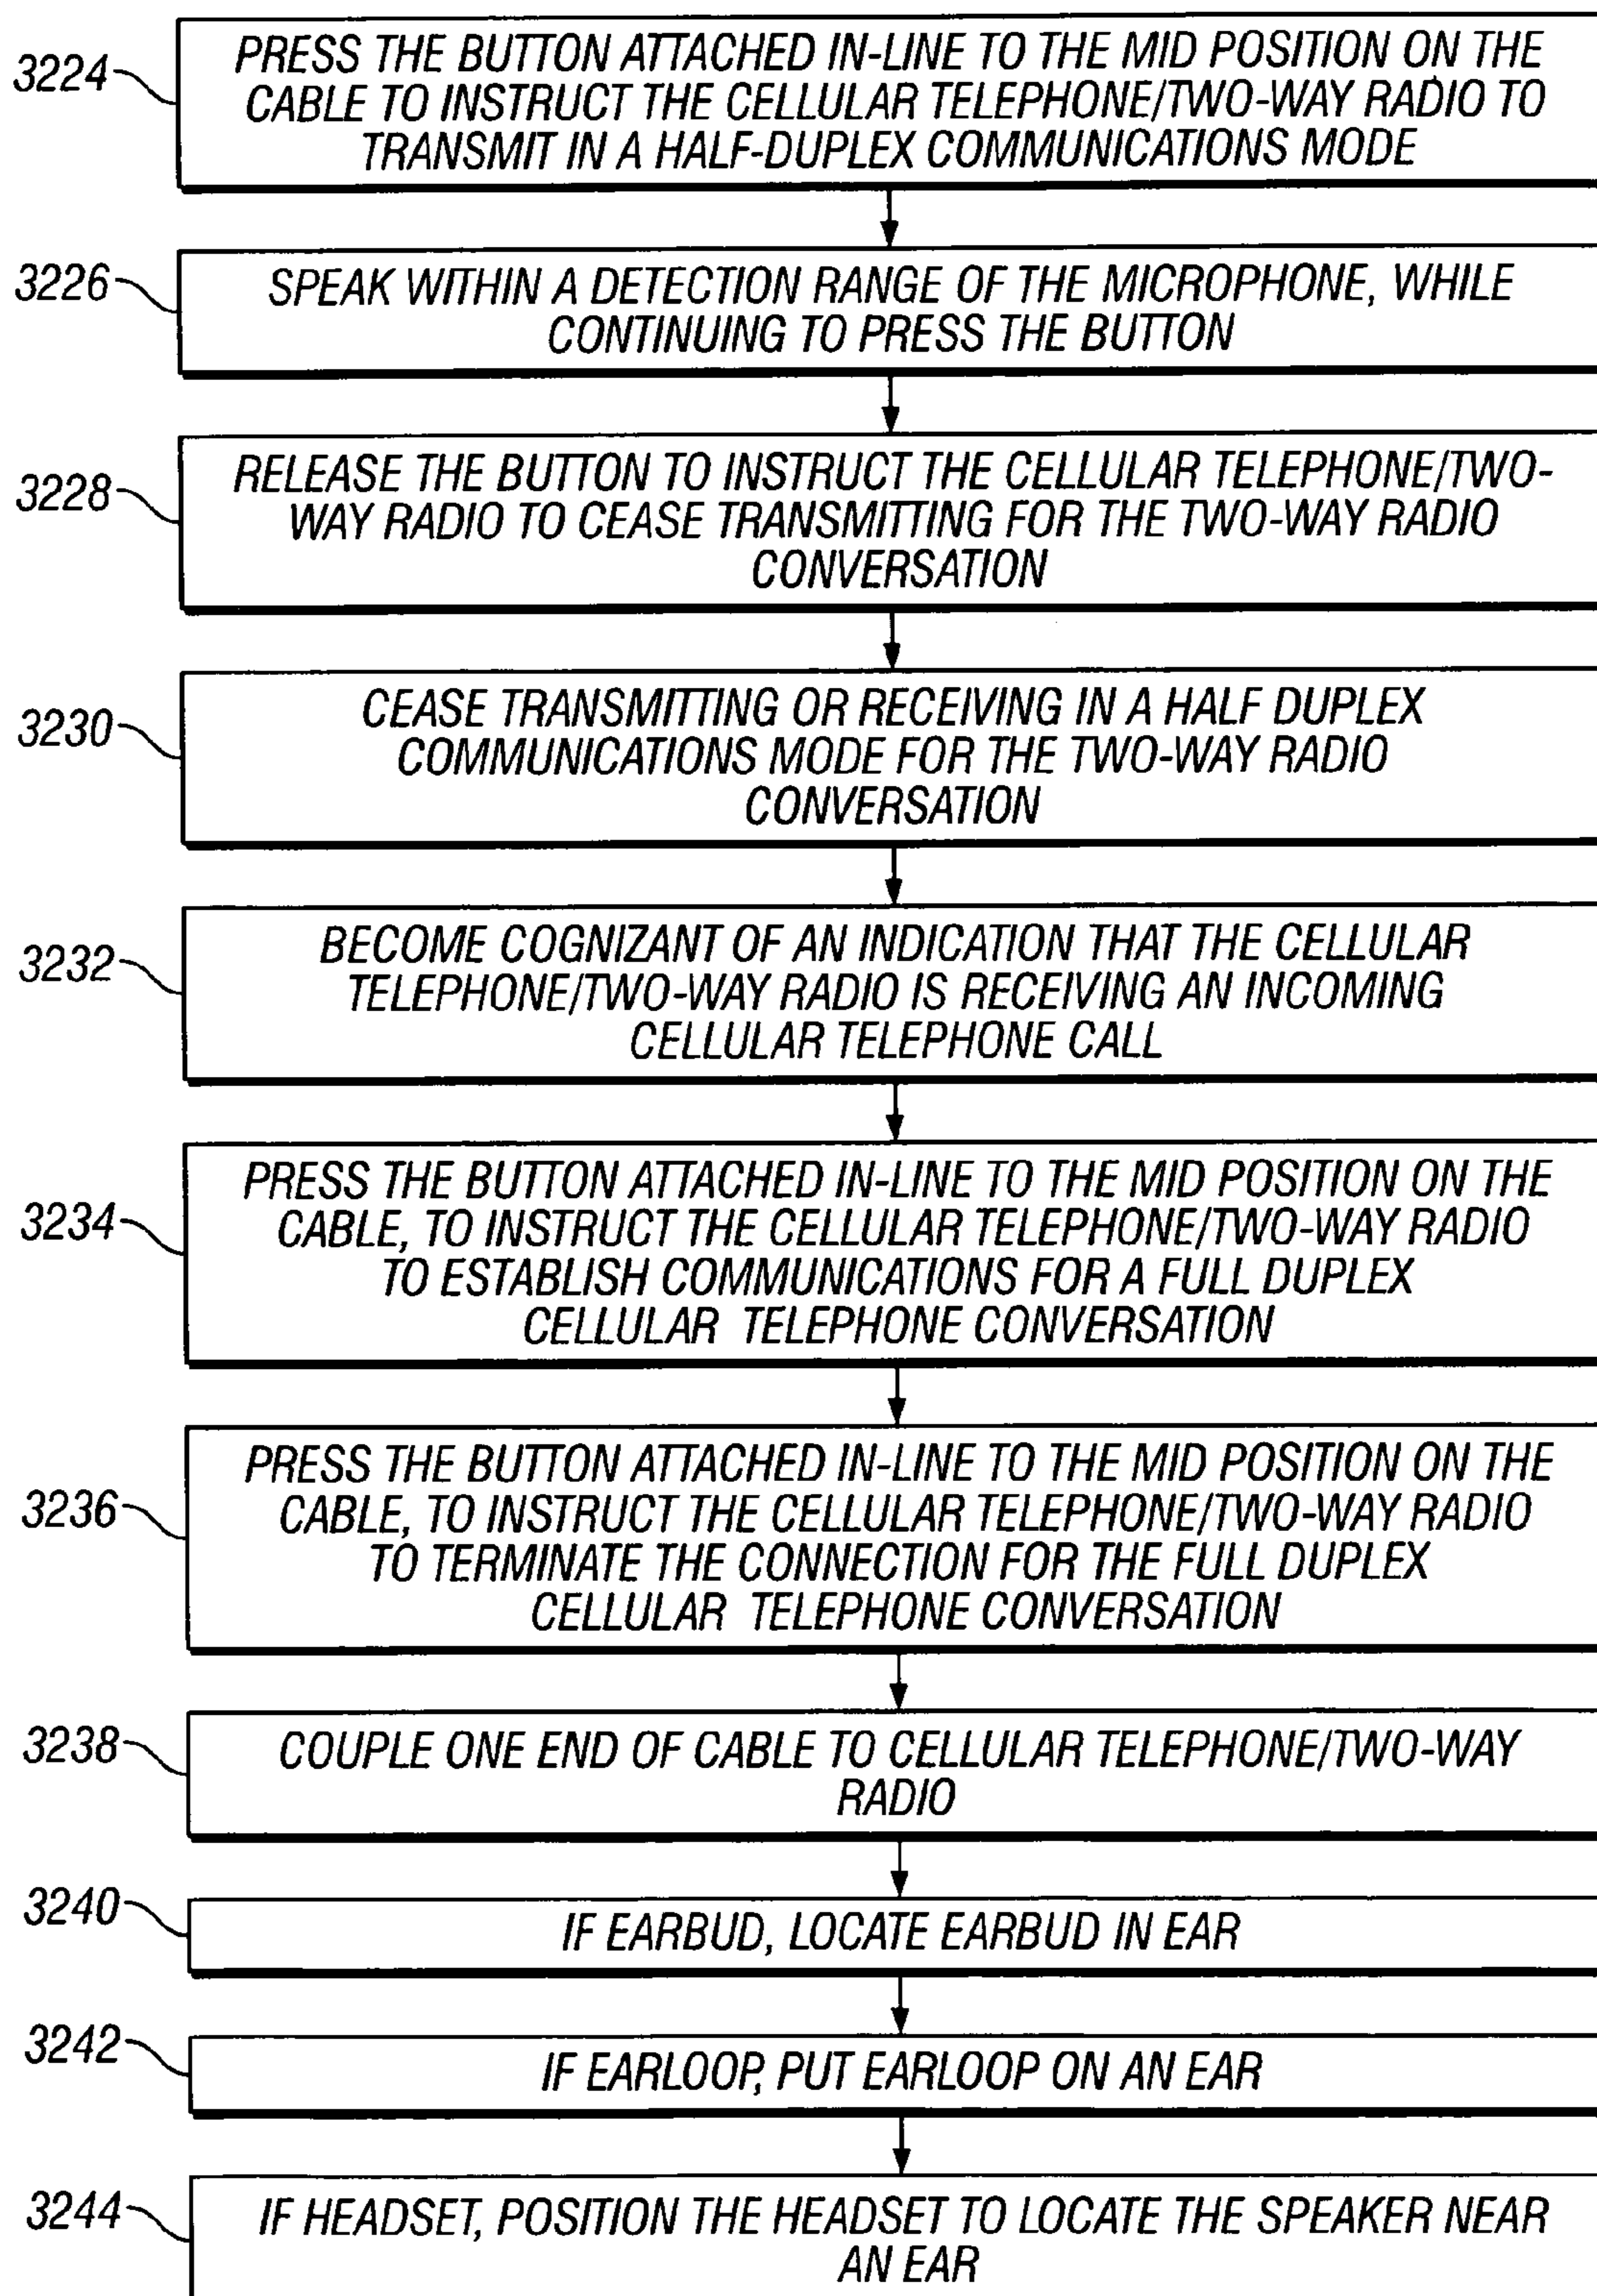 3224
PRESS THE BUTTON ATTACHED IN-LINE TO THE MID POSITION ON THE
CABLE TO INSTRUCT THE CELLULAR TELEPHONE/TWO-WAY RADIO TO
TRANSMIT IN A HALF-DUPLEX COMMUNICATIONS MODE
3226
SPEAK WITHIN A DETECTION RANGE OF THE MICROPHONE, WHILE
CONTINUING TO PRESS THE BUTTON
3228
RELEASE THE BUTTON TO INSTRUCT THE CELLULAR TELEPHONE/TWO-
WAY RADIO TO CEASE TRANSMITTING FOR THE TWO-WAY RADIO
CONVERSATION
3230
CEASE TRANSMITTING OR RECEIVING IN A HALF DUPLEX
COMMUNICATIONS MODE FOR THE TWO-WAY RADIO
CONVERSATION
3232
BECOME COGNIZANT OF AN INDICATION THAT THE CELLULAR
TELEPHONE/TWO-WAY RADIO IS RECEIVING AN INCOMING
CELLULAR TELEPHONE CALL
3234
PRESS THE BUTTON ATTACHED IN-LINE TO THE MID POSITION ON THE
CABLE, TO INSTRUCT THE CELLULAR TELEPHONE/TWO-WAY RADIO
TO ESTABLISH COMMUNICATIONS FOR A FULL DUPLEX
CELLULAR TELEPHONE CONVERSATION
3236
PRESS THE BUTTON ATTACHED IN-LINE TO THE MID POSITION ON THE
CABLE, TO INSTRUCT THE CELLULAR TELEPHONE/TWO-WAY RADIO
TO TERMINATE THE CONNECTION FOR THE FULL DUPLEX
CELLULAR TELEPHONE CONVERSATION
3238
COUPLE ONE END OF CABLE TO CELLULAR TELEPHONE/TWO-WAY
RADIO
3240
IF EARBUD, LOCATE EARBUD IN EAR
3242
IF EARLOOP, PUT EARLOOP ON AN EAR
3244
IF HEADSET, POSITION THE HEADSET TO LOCATE THE SPEAKER NEAR
AN EAR